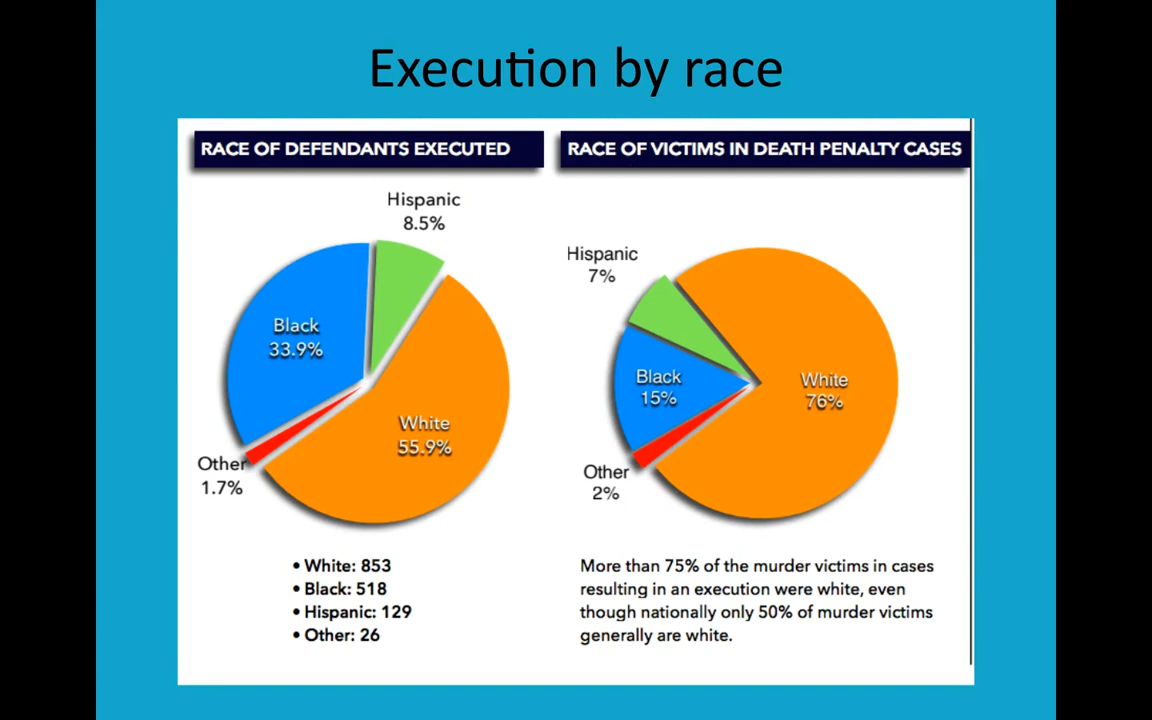 Execution by race
RACE OF DEFENDANTS EXECUTED
Hispanic
8.5%
Black
33.9%
White
55.9%
Other
1.7%
• White: 853
• Black: 518
• Hispanic: 129
• Other: 26
RACE OF VICTIMS IN DEATH PENALTY CASES
Hispanic
7%
Black
15%
White
76%
Other
2%
More than 75% of the murder victims in cases
resulting in an execution were white, even
though nationally only 50% of murder victims
generally are white.